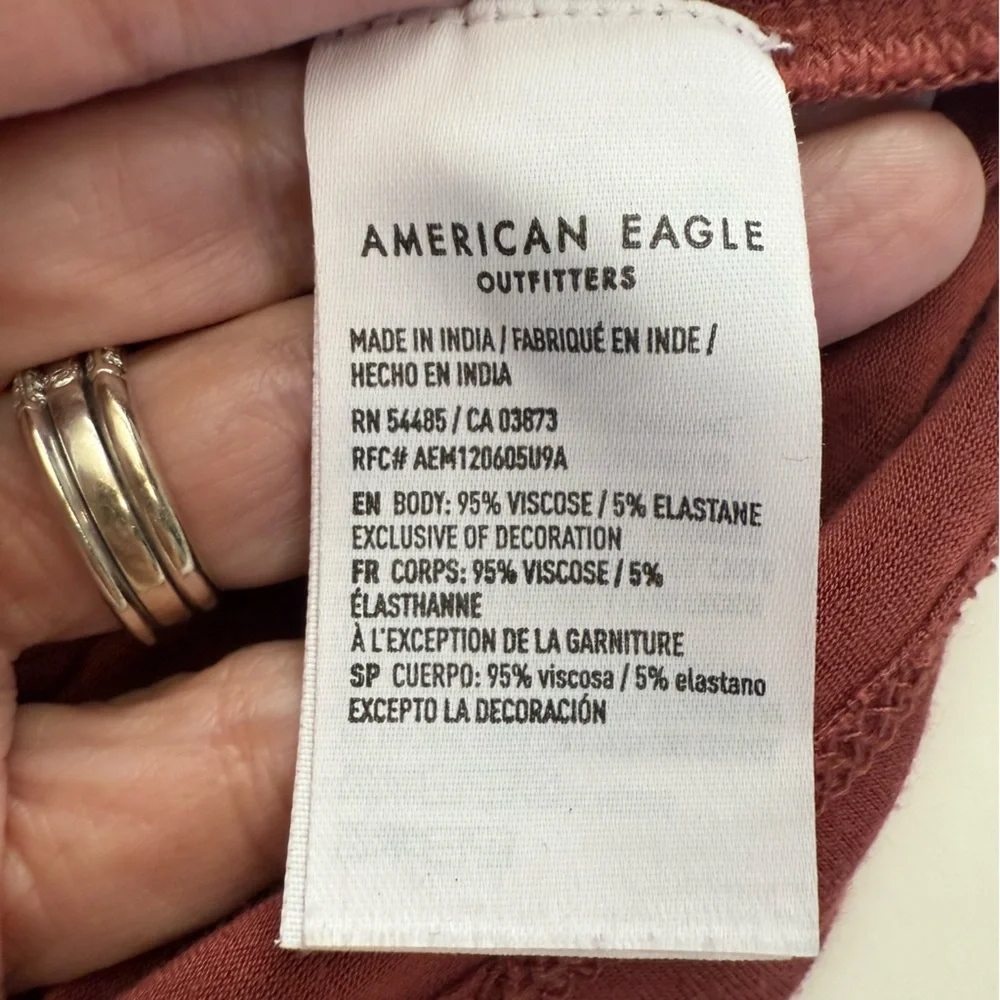 AMERICAN EAGLE
OUTFITTERS
MADE IN INDIA / FABRIQUÉ EN INDE /
HECHO EN INDIA
RN 54485 / CA 03873
RFC# AEM120605U9A
EN BODY: 95% VISCOSE / 5% ELASTANE
EXCLUSIVE OF DECORATION
FR CORPS: 95% VISCOSE / 5%
ÉLASTHANNE
À L'EXCEPTION DE LA GARNITURE
SP CUERPO: 95% viscosa / 5% elastano
EXCEPTO LA DECORACIÓN